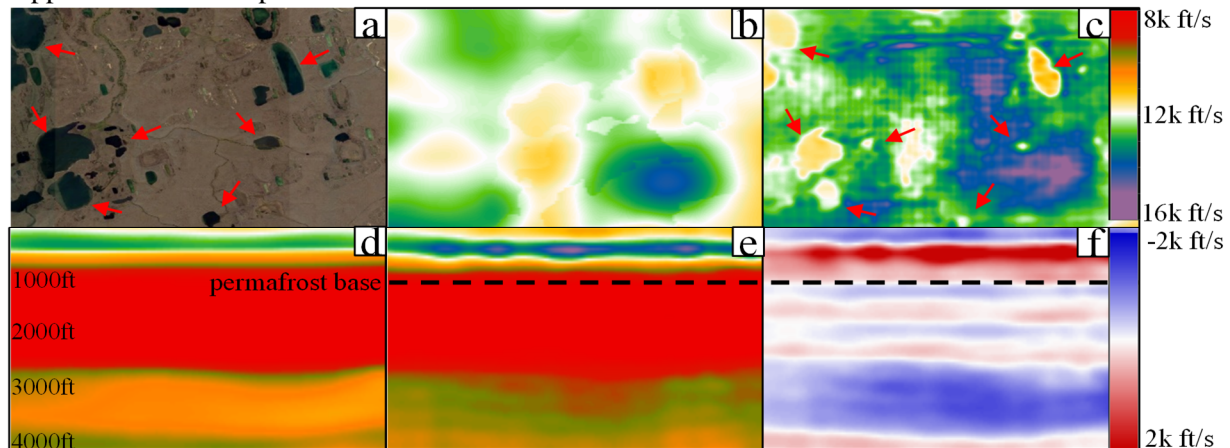 a
b
c
8k ft/s
12k ft/s
16k ft/s
d
e
f
-2k ft/s
1000ft
permafrost base
2000ft
3000ft
4000ft
2k ft/s